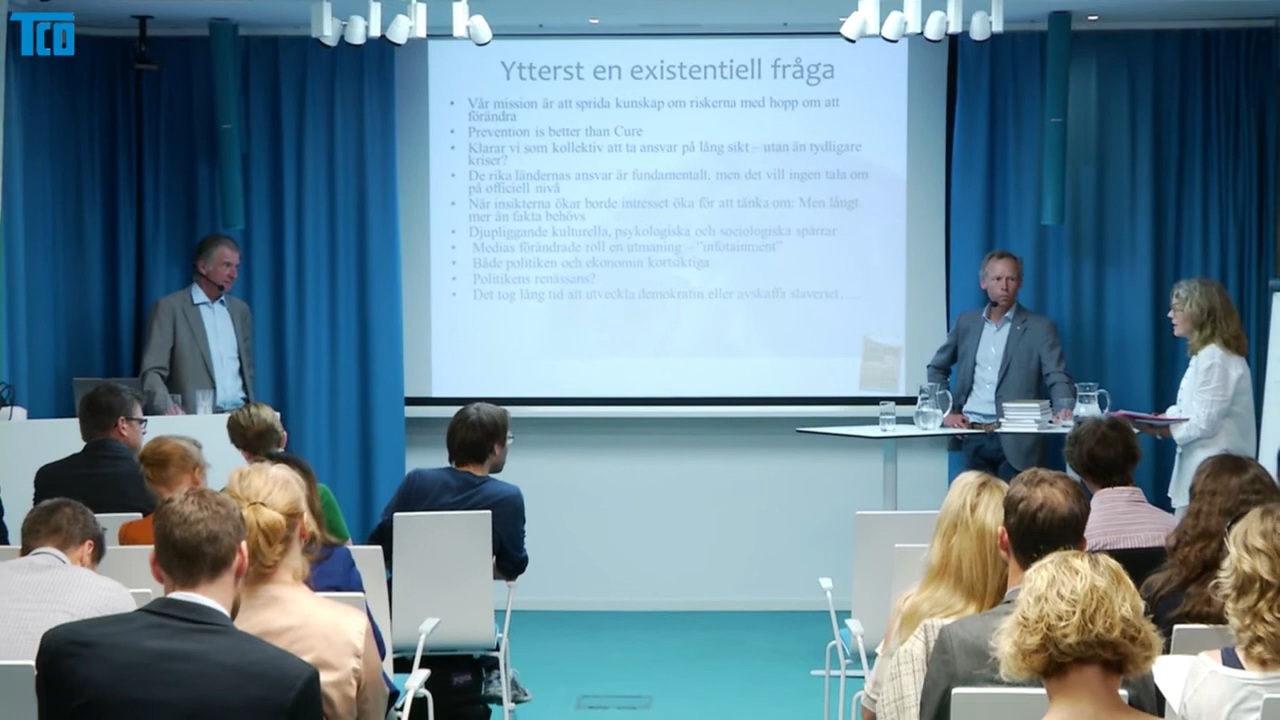 TCO
Ytterst en existentiell fråga
• Vår mission är att sprida kunskap om riskerna med hopp om att
förändra
• Prevention is better than Cure
• Klarar vi som kollektiv att ta ansvar på lång sikt – utan än tydligare
kriser?
• De rika ländernas ansvar är fundamentalt, men det vill ingen tala om
på officiell nivå
• När insikterna ökar borde intresset öka för att tänka om: Men långt
mer än fakta behövs
• Djupliggande kulturella, psykologiska och sociologiska spärrar
• Medias förändrade roll en utmaning – "infotainment"
• Både politiken och ekonomin kortsiktiga
• Politikens renässans?
• Det tog lång tid att utveckla demokratin eller avskaffa slaveriet.....